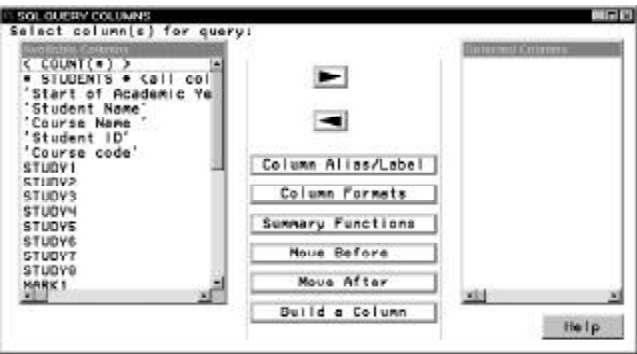 SQL QUERY COLUMNS
Select column(s) for query:
Available Columns
< COUNT(*) >
* STUDENTS * <all col
'Start of Academic Ye
'Student Name'
'Course Name '
'Student ID'
'Course code'
STUDY1
STUDY2
STUDY3
STUDY4
STUDY5
STUDY6
STUDY7
STUDY8
MARK1
Column Alias/Label
Column Formats
Summary Functions
Move Before
Move After
Build a Column
Selected Columns
Help